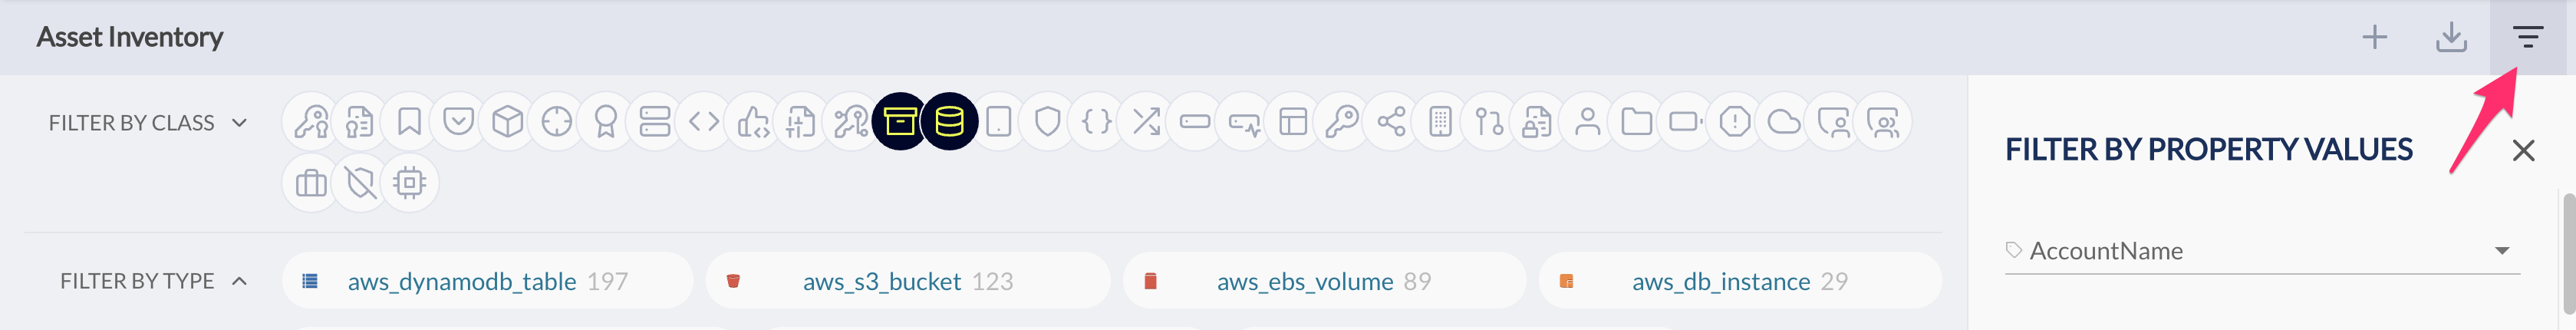 Asset Inventory
FILTER BY CLASS
FILTER BY PROPERTY VALUES
AccountName
FILTER BY TYPE
aws_dynamodb_table 197
aws_s3_bucket 123
aws_ebs_volume 89
aws_db_instance 29